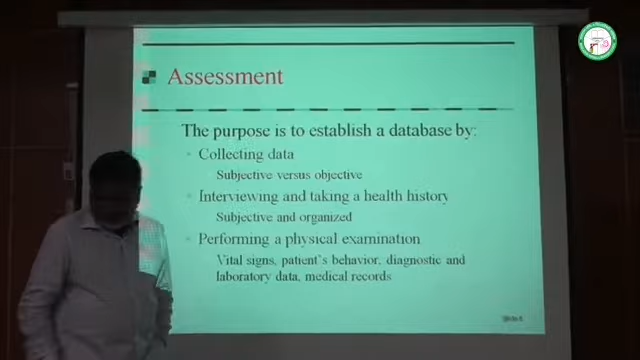 Assessment
The purpose is to establish a database by:
Collecting data
Subjective versus objective
Interviewing and taking a health history
Subjective and organized
Performing a physical examination
Vital signs, patient's behavior, diagnostic and
laboratory data, medical records